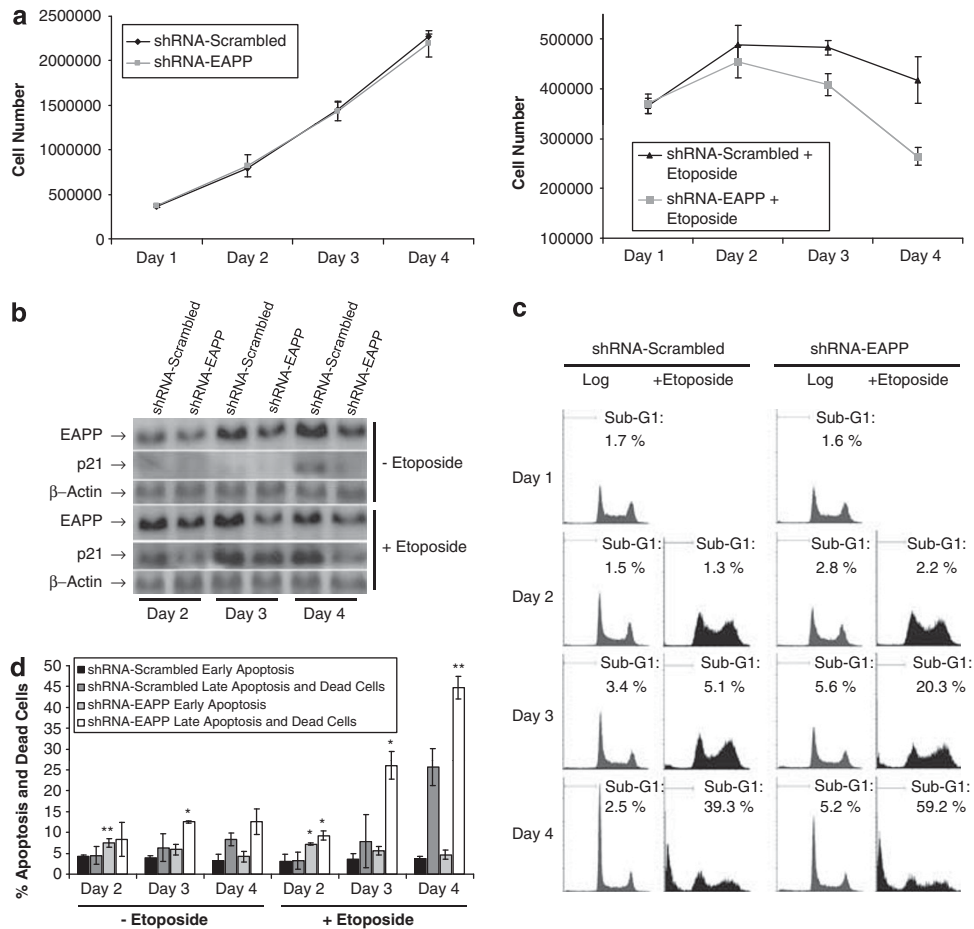 a
2500000
2000000
1500000
1000000
500000
0
Cell Number
shRNA-Scrambled
shRNA-EAPP
Day 1 Day 2 Day 3 Day 4
500000
400000
300000
200000
100000
Cell Number
shRNA-Scrambled +
Etoposide
shRNA-EAPP +
Etoposide
Day 1 Day 2 Day 3 Day 4
b
shRNA-Scrambled
shRNA-EAPP
shRNA-Scrambled
shRNA-EAPP
shRNA-Scrambled
shRNA-EAPP
EAPP →
p21 →
β–Actin →
- Etoposide
EAPP →
p21 →
β–Actin →
+ Etoposide
Day 2 Day 3 Day 4
c
shRNA-Scrambled shRNA-EAPP
Log +Etoposide Log +Etoposide
Day 1
Sub-G1: Sub-G1:
1.7 % 1.6 %
Day 2
Sub-G1: Sub-G1: Sub-G1: Sub-G1:
1.5 % 1.3 % 2.8 % 2.2 %
Day 3
Sub-G1: Sub-G1: Sub-G1: Sub-G1:
3.4 % 5.1 % 5.6 % 20.3 %
Day 4
Sub-G1: Sub-G1: Sub-G1: Sub-G1:
2.5 % 39.3 % 5.2 % 59.2 %
d
% Apoptosis and Dead Cells
50
45
40
35
30
25
20
15
10
5
0
shRNA-Scrambled Early Apoptosis
shRNA-Scrambled Late Apoptosis and Dead Cells
shRNA-EAPP Early Apoptosis
shRNA-EAPP Late Apoptosis and Dead Cells
** * * * * **
Day 2 Day 3 Day 4 Day 2 Day 3 Day 4
- Etoposide + Etoposide